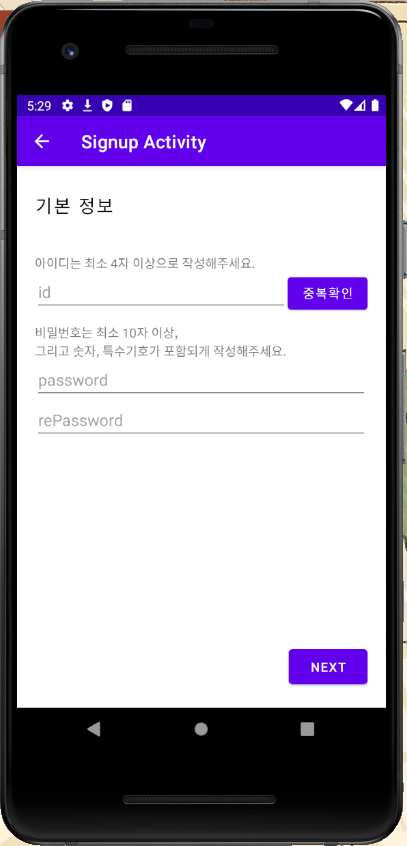 5:29
Signup Activity
기본 정보
아이디는 최소 4자 이상으로 작성해주세요.
id
중복확인
비밀번호는 최소 10자 이상,
그리고 숫자, 특수기호가 포함되게 작성해주세요.
password
rePassword
NEXT